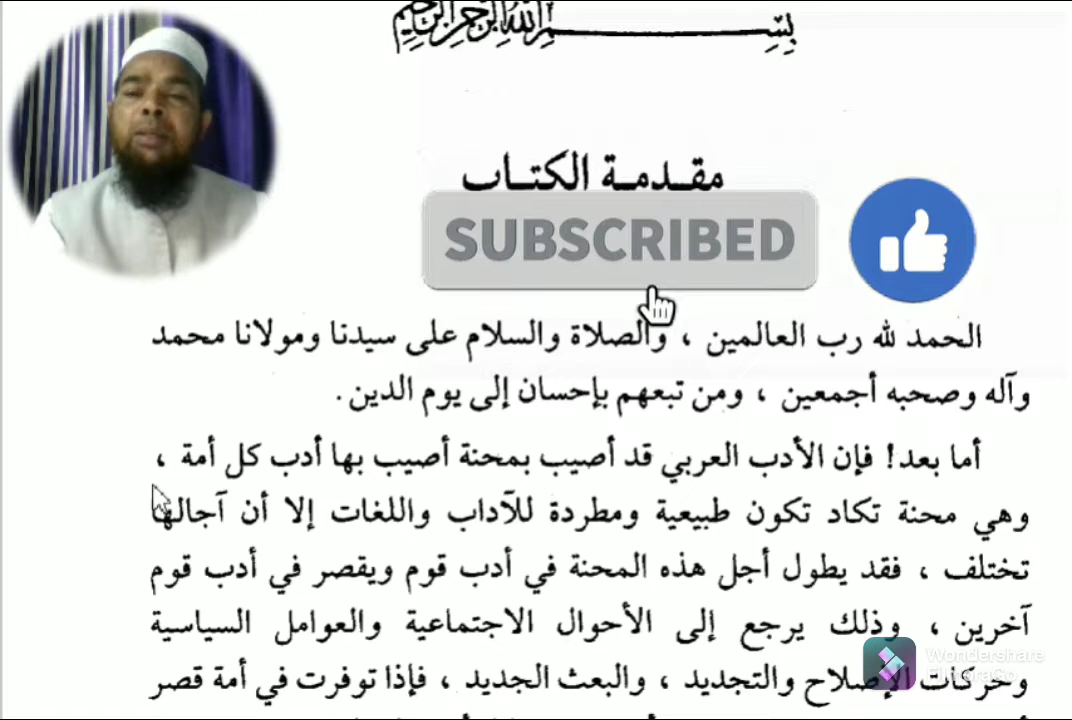 بسم الله الرحمن الرحيم
مقدمة الكتاب
SUBSCRIBED
الحمد لله رب العالمين ، والصلاة والسلام على سيدنا ومولانا محمد
وآله وصحبه أجمعين ، ومن تبعهم بإحسان إلى يوم الدين .
أما بعد! فإن الأدب العربي قد أصيب بمحنة أصيب بها أدب كل أمة ،
وهي محنة تكاد تكون طبيعية ومطردة للآداب واللغات إلا أن آجالها
تختلف ، فقد يطول أجل هذه المحنة في أدب قوم ويقصر في أدب قوم
آخرين ، وذلك يرجع إلى الأحوال الاجتماعية والعوامل السياسية
وحركات الإصلاح والتجديد ، والبعث الجديد ، فإذا توفرت في أمة قصر
Wondershare
FilmoraGo